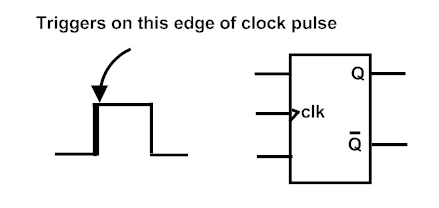 Triggers on this edge of clock pulse
Q
clk
Q̅